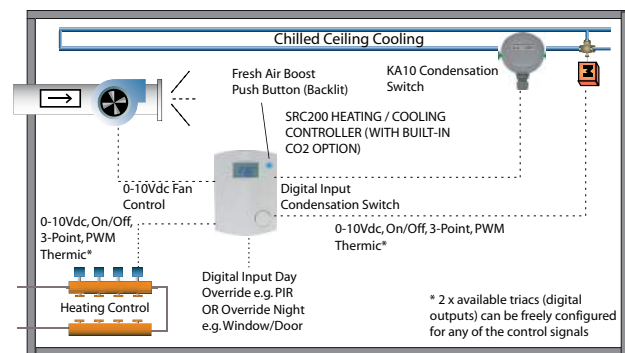 Chilled Ceiling Cooling
Fresh Air Boost
Push Button (Backlit)
KA10 Condensation
Switch
SRC200 HEATING / COOLING
CONTROLLER (WITH BUILT-IN
CO2 OPTION)
M
0-10Vdc Fan
Control
Digital Input
Condensation Switch
0-10Vdc, On/Off, 3-Point, PWM
Thermic*
0-10Vdc, On/Off,
3-Point, PWM
Thermic*
Heating Control
Digital Input Day
Override e.g. PIR
OR Override Night
e.g. Window/Door
* 2 x available triacs (digital
outputs) can be freely configured
for any of the control signals